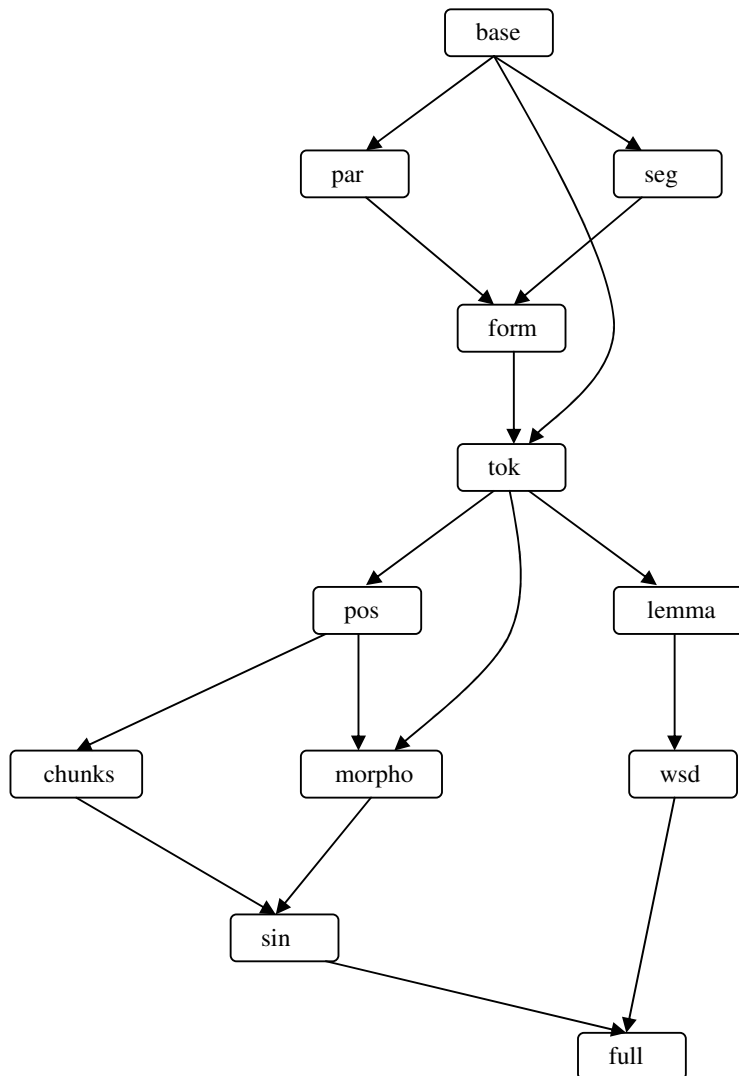 base
par
seg
form
tok
pos
lemma
chunks
morpho
wsd
sin
full